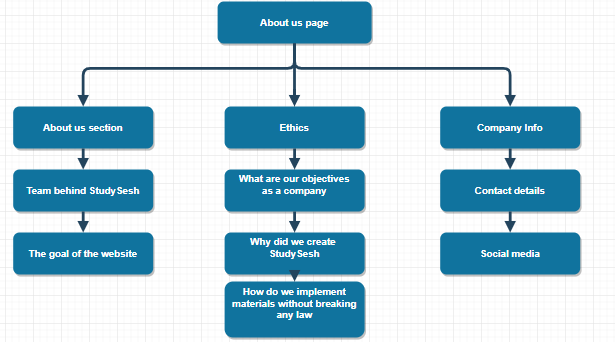 About us page
About us section
Ethics
Company Info
Team behind StudySesh
What are our objectives
as a company
Contact details
The goal of the website
Why did we create
StudySesh
Social media
How do we implement
materials without breaking
any law